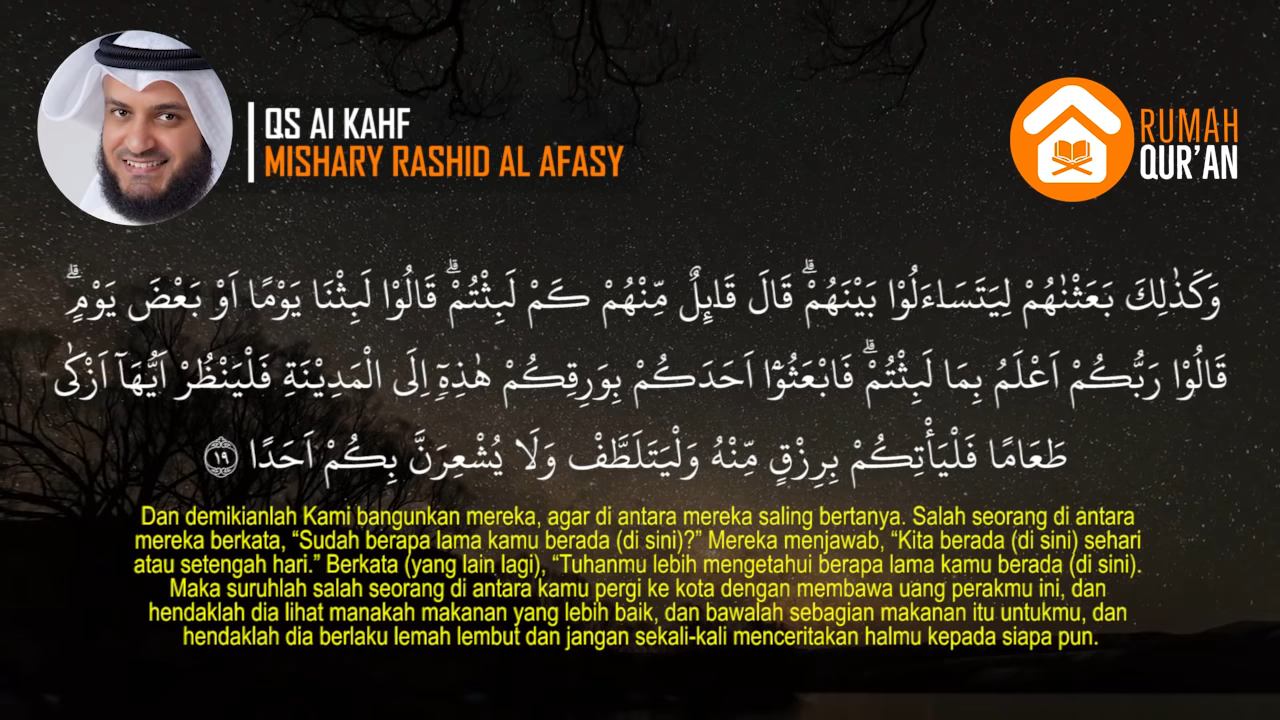 QS Al KAHF
MISHARY RASHID AL AFASY
RUMAH
QUR'AN
وَكَذٰلِكَ بَعَثْنٰهُمْ لِيَتَسَاۤءَلُوْا بَيْنَهُمْۗ قَالَ قَاۤىِٕلٌ مِّنْهُمْ كَمْ لَبِثْتُمْۗ قَالُوْا لَبِثْنَا يَوْمًا اَوْ بَعْضَ يَوْمٍۗ
قَالُوْا رَبُّكُمْ اَعْلَمُ بِمَا لَبِثْتُمْۗ فَابْعَثُوْٓا اَحَدَكُمْ بِوَرِقِكُمْ هٰذِهٖٓ اِلَى الْمَدِيْنَةِ فَلْيَنْظُرْ اَيُّهَآ اَزْكٰى
طَعَامًا فَلْيَأْتِكُمْ بِرِزْقٍ مِّنْهُ وَلْيَتَلَطَّفْ وَلَا يُشْعِرَنَّ بِكُمْ اَحَدًا ١٩
Dan demikianlah Kami bangunkan mereka, agar di antara mereka saling bertanya. Salah seorang di antara
mereka berkata, “Sudah berapa lama kamu berada (di sini)?” Mereka menjawab, “Kita berada (di sini) sehari
atau setengah hari.” Berkata (yang lain lagi), “Tuhanmu lebih mengetahui berapa lama kamu berada (di sini).
Maka suruhlah salah seorang di antara kamu pergi ke kota dengan membawa uang perakmu ini, dan
hendaklah dia lihat manakah makanan yang lebih baik, dan bawalah sebagian makanan itu untukmu, dan
hendaklah dia berlaku lemah lembut dan jangan sekali-kali menceritakan halmu kepada siapa pun.